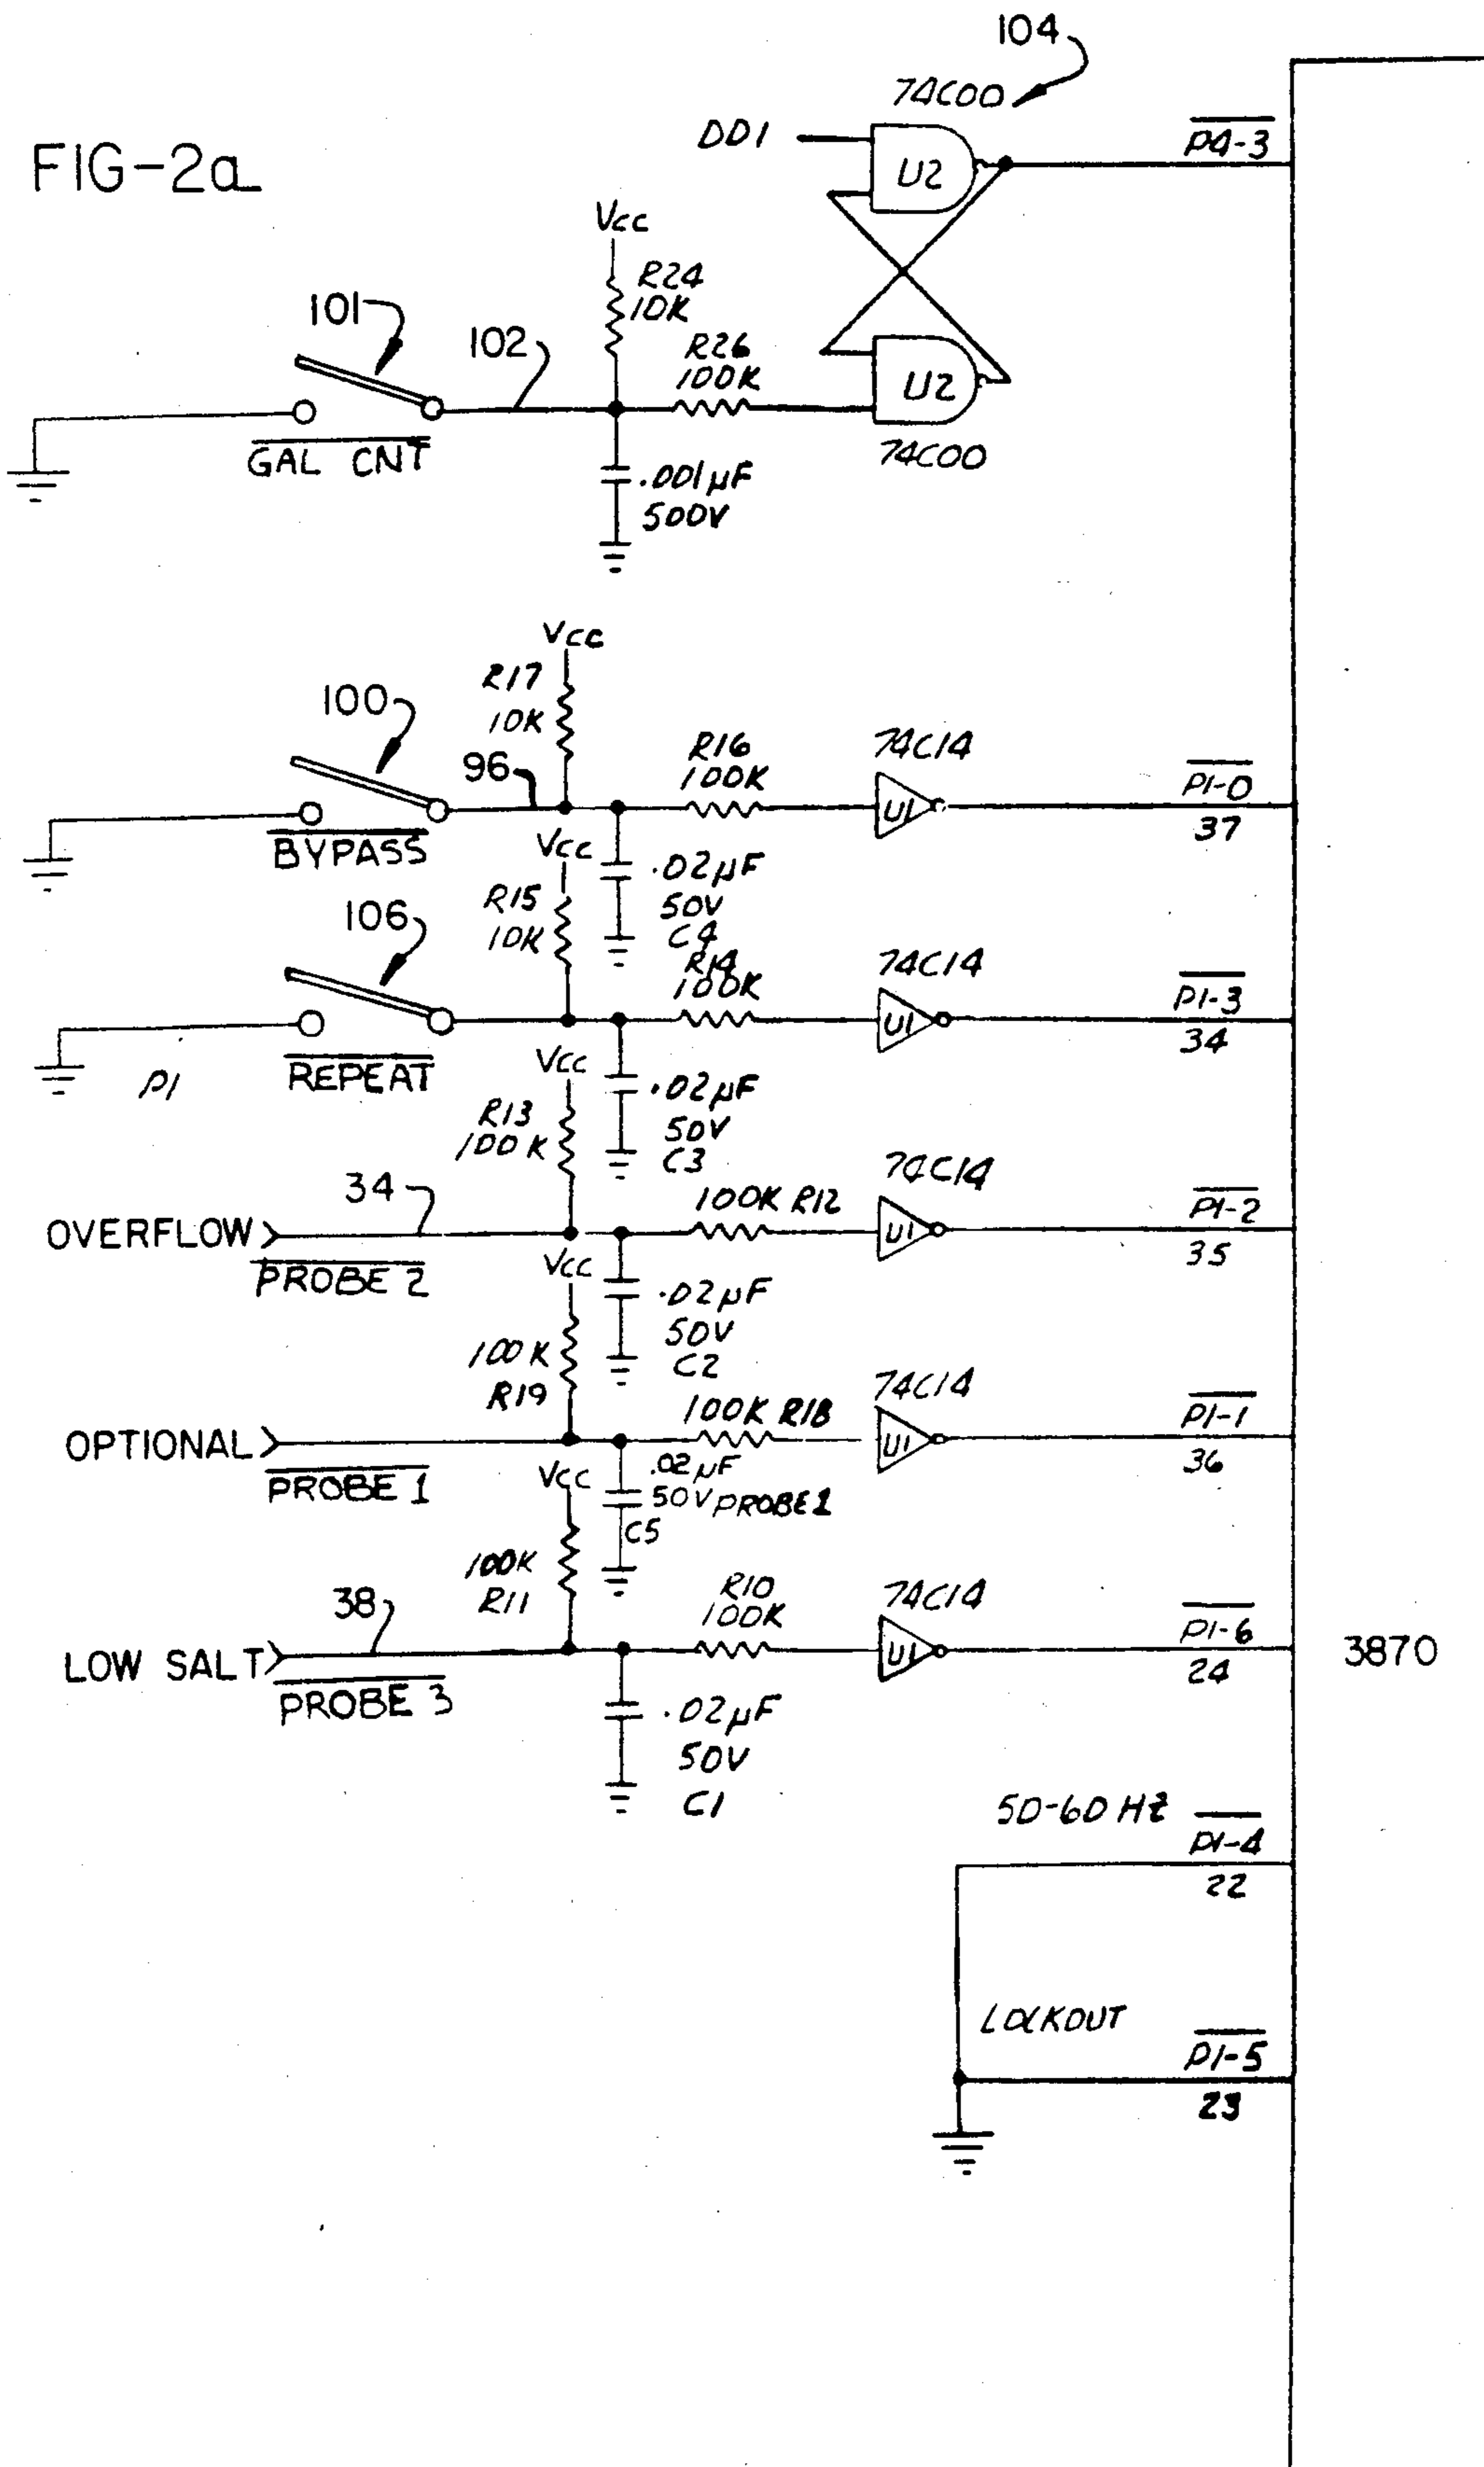 104
74C00
FIG-2a
DD1
U2
P4-3
Vcc
R24
10K
101
102
R26
100K
U2
GAL CNT
74C00
.001µF
500V
Vcc
R17
10K
100
96
R16
100K
74C14
U1
P1-0
37
BYPASS
Vcc
.02µF
50V
C4
R15
10K
106
R14
100K
74C14
U1
P1-3
34
P1
REPEAT
Vcc
.02µF
50V
C3
R13
100K
34
100K R12
74C14
U1
P1-2
35
OVERFLOW
PROBE 2
Vcc
.02µF
50V
C2
100K
R19
100K R18
74C14
U1
P1-1
36
OPTIONAL
PROBE 1
Vcc
.02µF
50V PROBE 1
C5
100K
R11
R10
100K
74C14
U1
P1-6
24
38
LOW SALT
PROBE 3
3870
.02µF
50V
C1
50-60 HZ
P1-4
22
LOCKOUT
P1-5
23